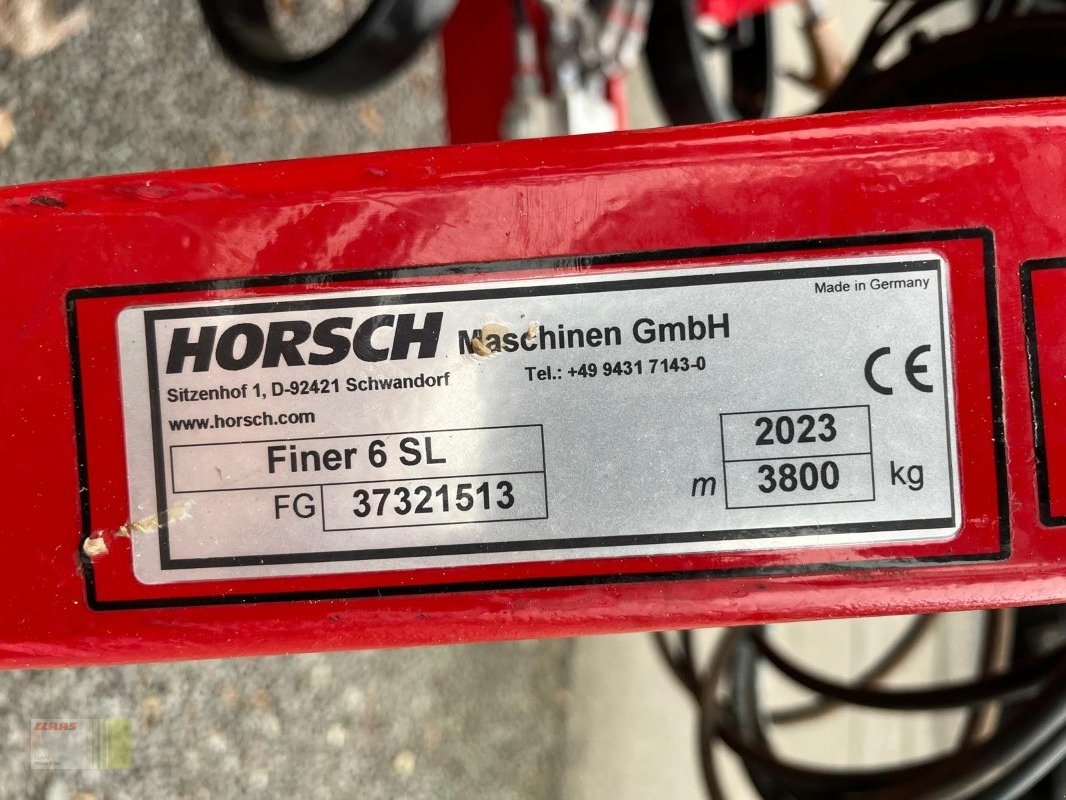 Made in Germany
HORSCH Maschinen GmbH
Sitzenhof 1, D-92421 Schwandorf Tel.: +49 9431 7143-0
www.horsch.com
CE
Finer 6 SL 2023
FG 37321513 m 3800 kg
CLAAS